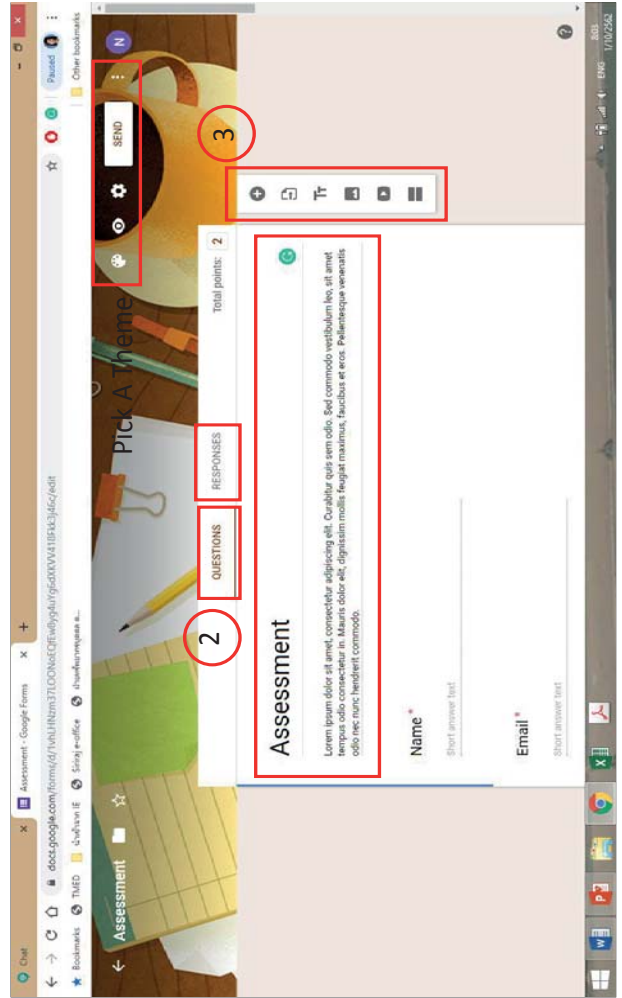 Chat
Assessment - Google Forms
docs.google.com/forms/d/
Bookmarks TMED Siriraj e-office Other bookmarks
Paused
Assessment
SEND
N
Pick A Theme
2
QUESTIONS RESPONSES Total points: 2
3
Assessment
Lorem ipsum dolor sit amet, consectetur adipiscing elit. Curabitur quis sem odio. Sed commodo vestibulum leo, sit amet
tempus odio consectetur in. Mauris dolor elit, dignissim mollis feugiat maximus, faucibus et eros. Pellentesque venenatis
odio nec nunc hendrerit commodo.
Name *
Short answer text
Email *
Short answer text
ENG
8:03
1/10/2562